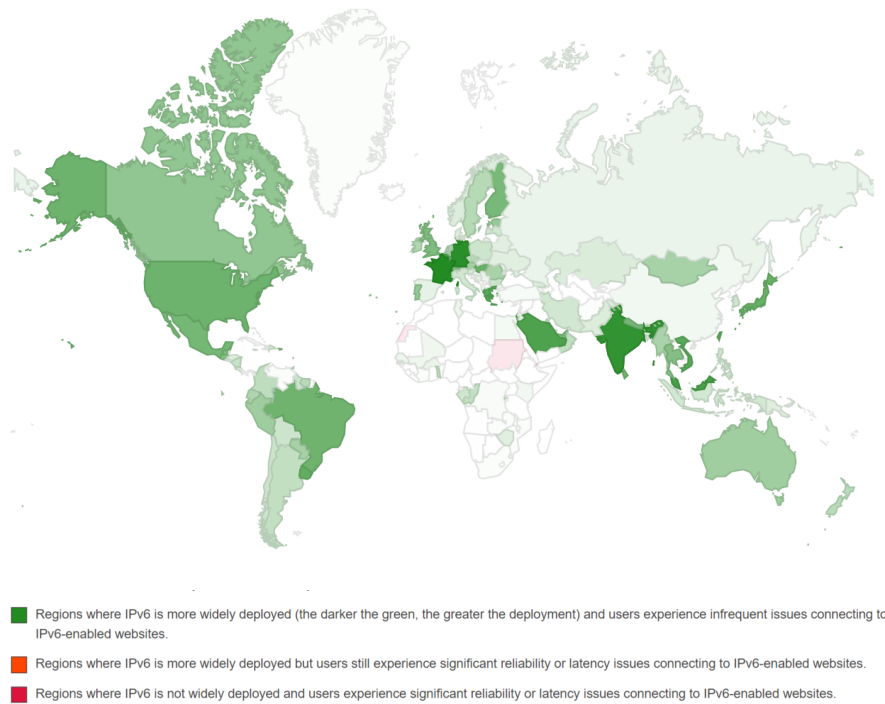 Regions where IPv6 is more widely deployed (the darker the green, the greater the deployment) and users experience infrequent issues connecting to
IPv6-enabled websites.
Regions where IPv6 is more widely deployed but users still experience significant reliability or latency issues connecting to IPv6-enabled websites.
Regions where IPv6 is not widely deployed and users experience significant reliability or latency issues connecting to IPv6-enabled websites.